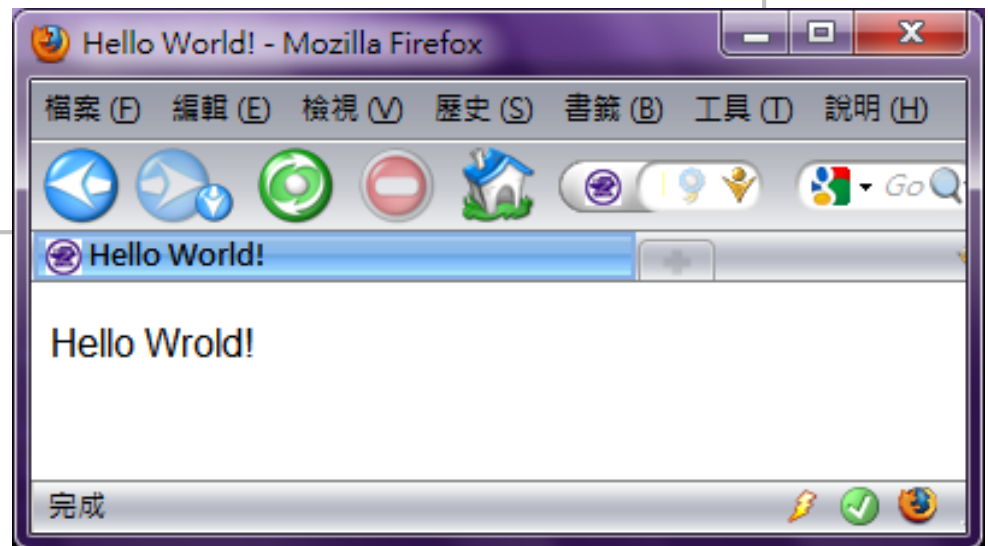 Hello World! - Mozilla Firefox
檔案 (F) 編輯 (E) 檢視 (V) 歷史 (S) 書籤 (B) 工具 (T) 說明 (H)
Go
Hello World!
Hello Wrold!
完成